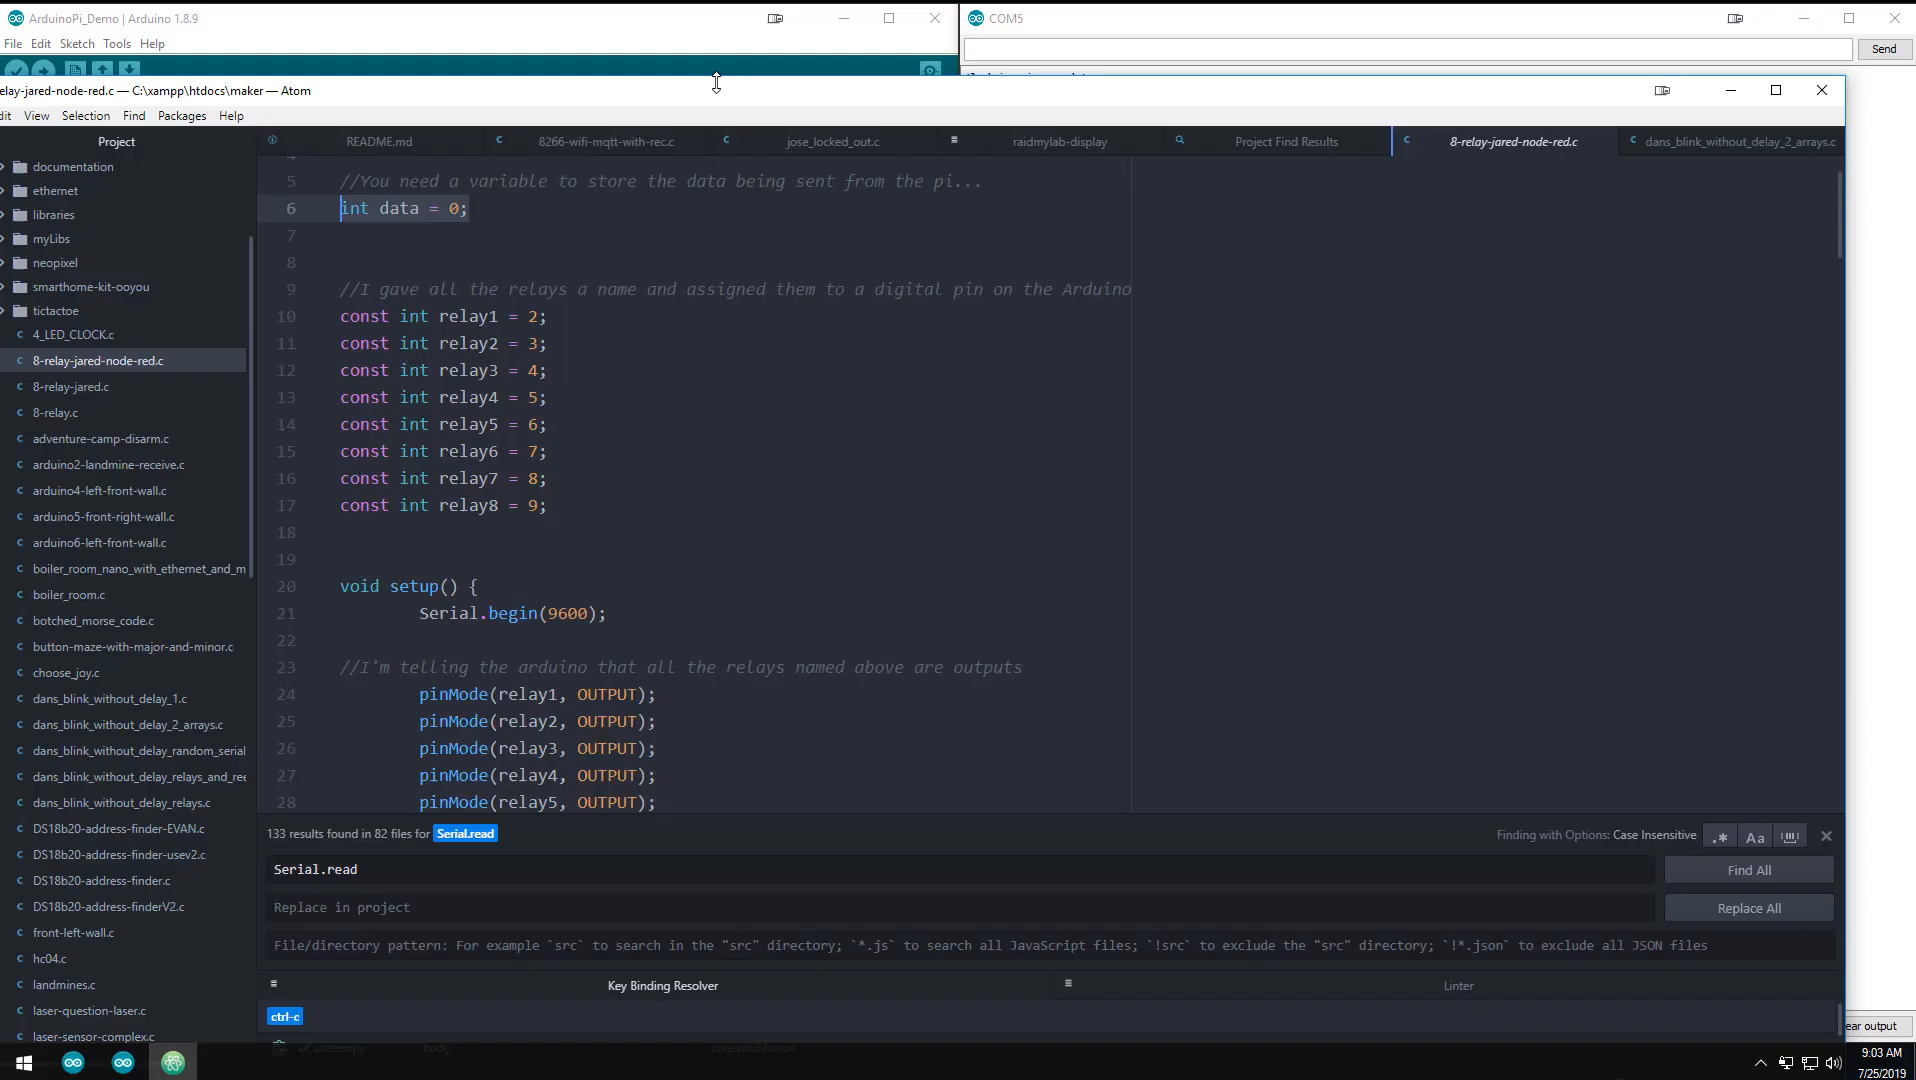 ArduinoPi_Demo | Arduino 1.8.9
File Edit Sketch Tools Help
COM5
Send
elay-jared-node-red.c — C:\xampp\htdocs\maker — Atom
dit View Selection Find Packages Help
Project
documentation
ethernet
libraries
myLibs
neopixel
smarthome-kit-ooyou
tictactoe
4_LED_CLOCK.c
8-relay-jared-node-red.c
8-relay-jared.c
8-relay.c
adventure-camp-disarm.c
arduino2-landmine-receive.c
arduino4-left-front-wall.c
arduino5-front-right-wall.c
arduino6-left-front-wall.c
boiler_room_nano_with_ethernet_and_m
boiler_room.c
botched_morse_code.c
button-maze-with-major-and-minor.c
choose_joy.c
dans_blink_without_delay_1.c
dans_blink_without_delay_2_arrays.c
dans_blink_without_delay_random_serial
dans_blink_without_delay_relays_and_ree
dans_blink_without_delay_relays.c
DS18b20-address-finder-EVAN.c
DS18b20-address-finder-usev2.c
DS18b20-address-finder.c
DS18b20-address-finderV2.c
front-left-wall.c
hc04.c
landmines.c
laser-question-laser.c
laser-sensor-complex.c
README.md
8266-wifi-mqtt-with-rec.c
jose_locked_out.c
raidmylab-display
Project Find Results
8-relay-jared-node-red.c
dans_blink_without_delay_2_arrays.c
4
5 //You need a variable to store the data being sent from the pi...
6 int data = 0;
7
8
9 //I gave all the relays a name and assigned them to a digital pin on the Arduino
10 const int relay1 = 2;
11 const int relay2 = 3;
12 const int relay3 = 4;
13 const int relay4 = 5;
14 const int relay5 = 6;
15 const int relay6 = 7;
16 const int relay7 = 8;
17 const int relay8 = 9;
18
19
20 void setup() {
21 Serial.begin(9600);
22
23 //I'm telling the arduino that all the relays named above are outputs
24 pinMode(relay1, OUTPUT);
25 pinMode(relay2, OUTPUT);
26 pinMode(relay3, OUTPUT);
27 pinMode(relay4, OUTPUT);
28 pinMode(relay5, OUTPUT);
133 results found in 82 files for Serial.read
Finding with Options: Case Insensitive
.* Aa
Serial.read
Find All
Replace in project
Replace All
File/directory pattern: For example `src` to search in the "src" directory; `*.js` to search all JavaScript files; `!src` to exclude the "src" directory; `!*.json` to exclude all JSON files
Key Binding Resolver
Linter
ctrl-c
body
ear output
9:03 AM
7/25/2019